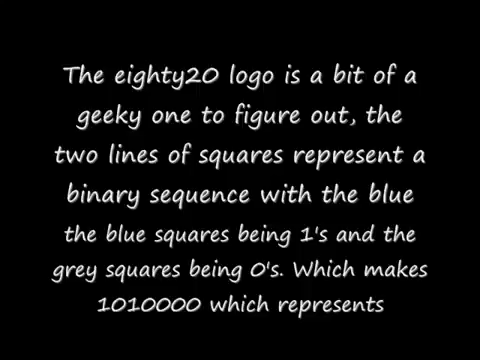 The eighty20 logo is a bit of a
geeky one to figure out, the
two lines of squares represent a
binary sequence with the blue
the blue squares being 1's and the
grey squares being 0's. Which makes
1010000 which represents